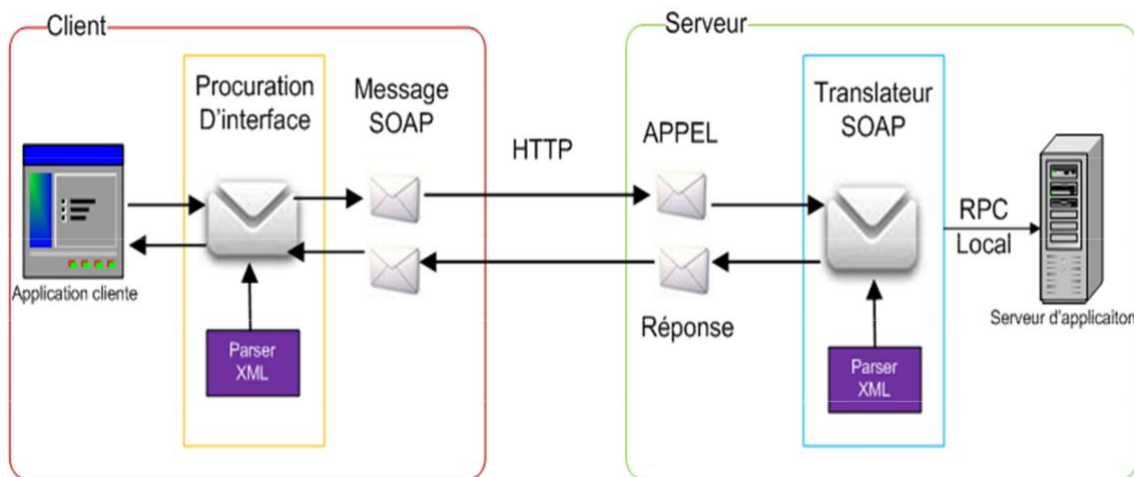 Client
Serveur
Procuration
D'interface
Message
SOAP
HTTP
APPEL
Translateur
SOAP
RPC
Local
Application cliente
Serveur d'applicaiton
Réponse
Parser
XML
Parser
XML